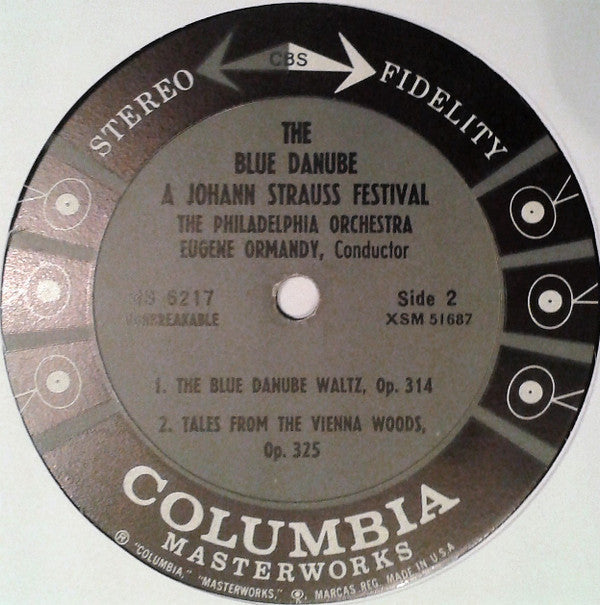 CBS
STEREO FIDELITY
THE
BLUE DANUBE
A JOHANN STRAUSS FESTIVAL
THE PHILADELPHIA ORCHESTRA
EUGENE ORMANDY, Conductor
MS 6217 Side 2
NONBREAKABLE XSM 51687
1. THE BLUE DANUBE WALTZ, Op. 314
2. TALES FROM THE VIENNA WOODS,
Op. 325
COLUMBIA
MASTERWORKS
® "COLUMBIA," "MASTERWORKS," ®, MARCAS REG. MADE IN U.S.A